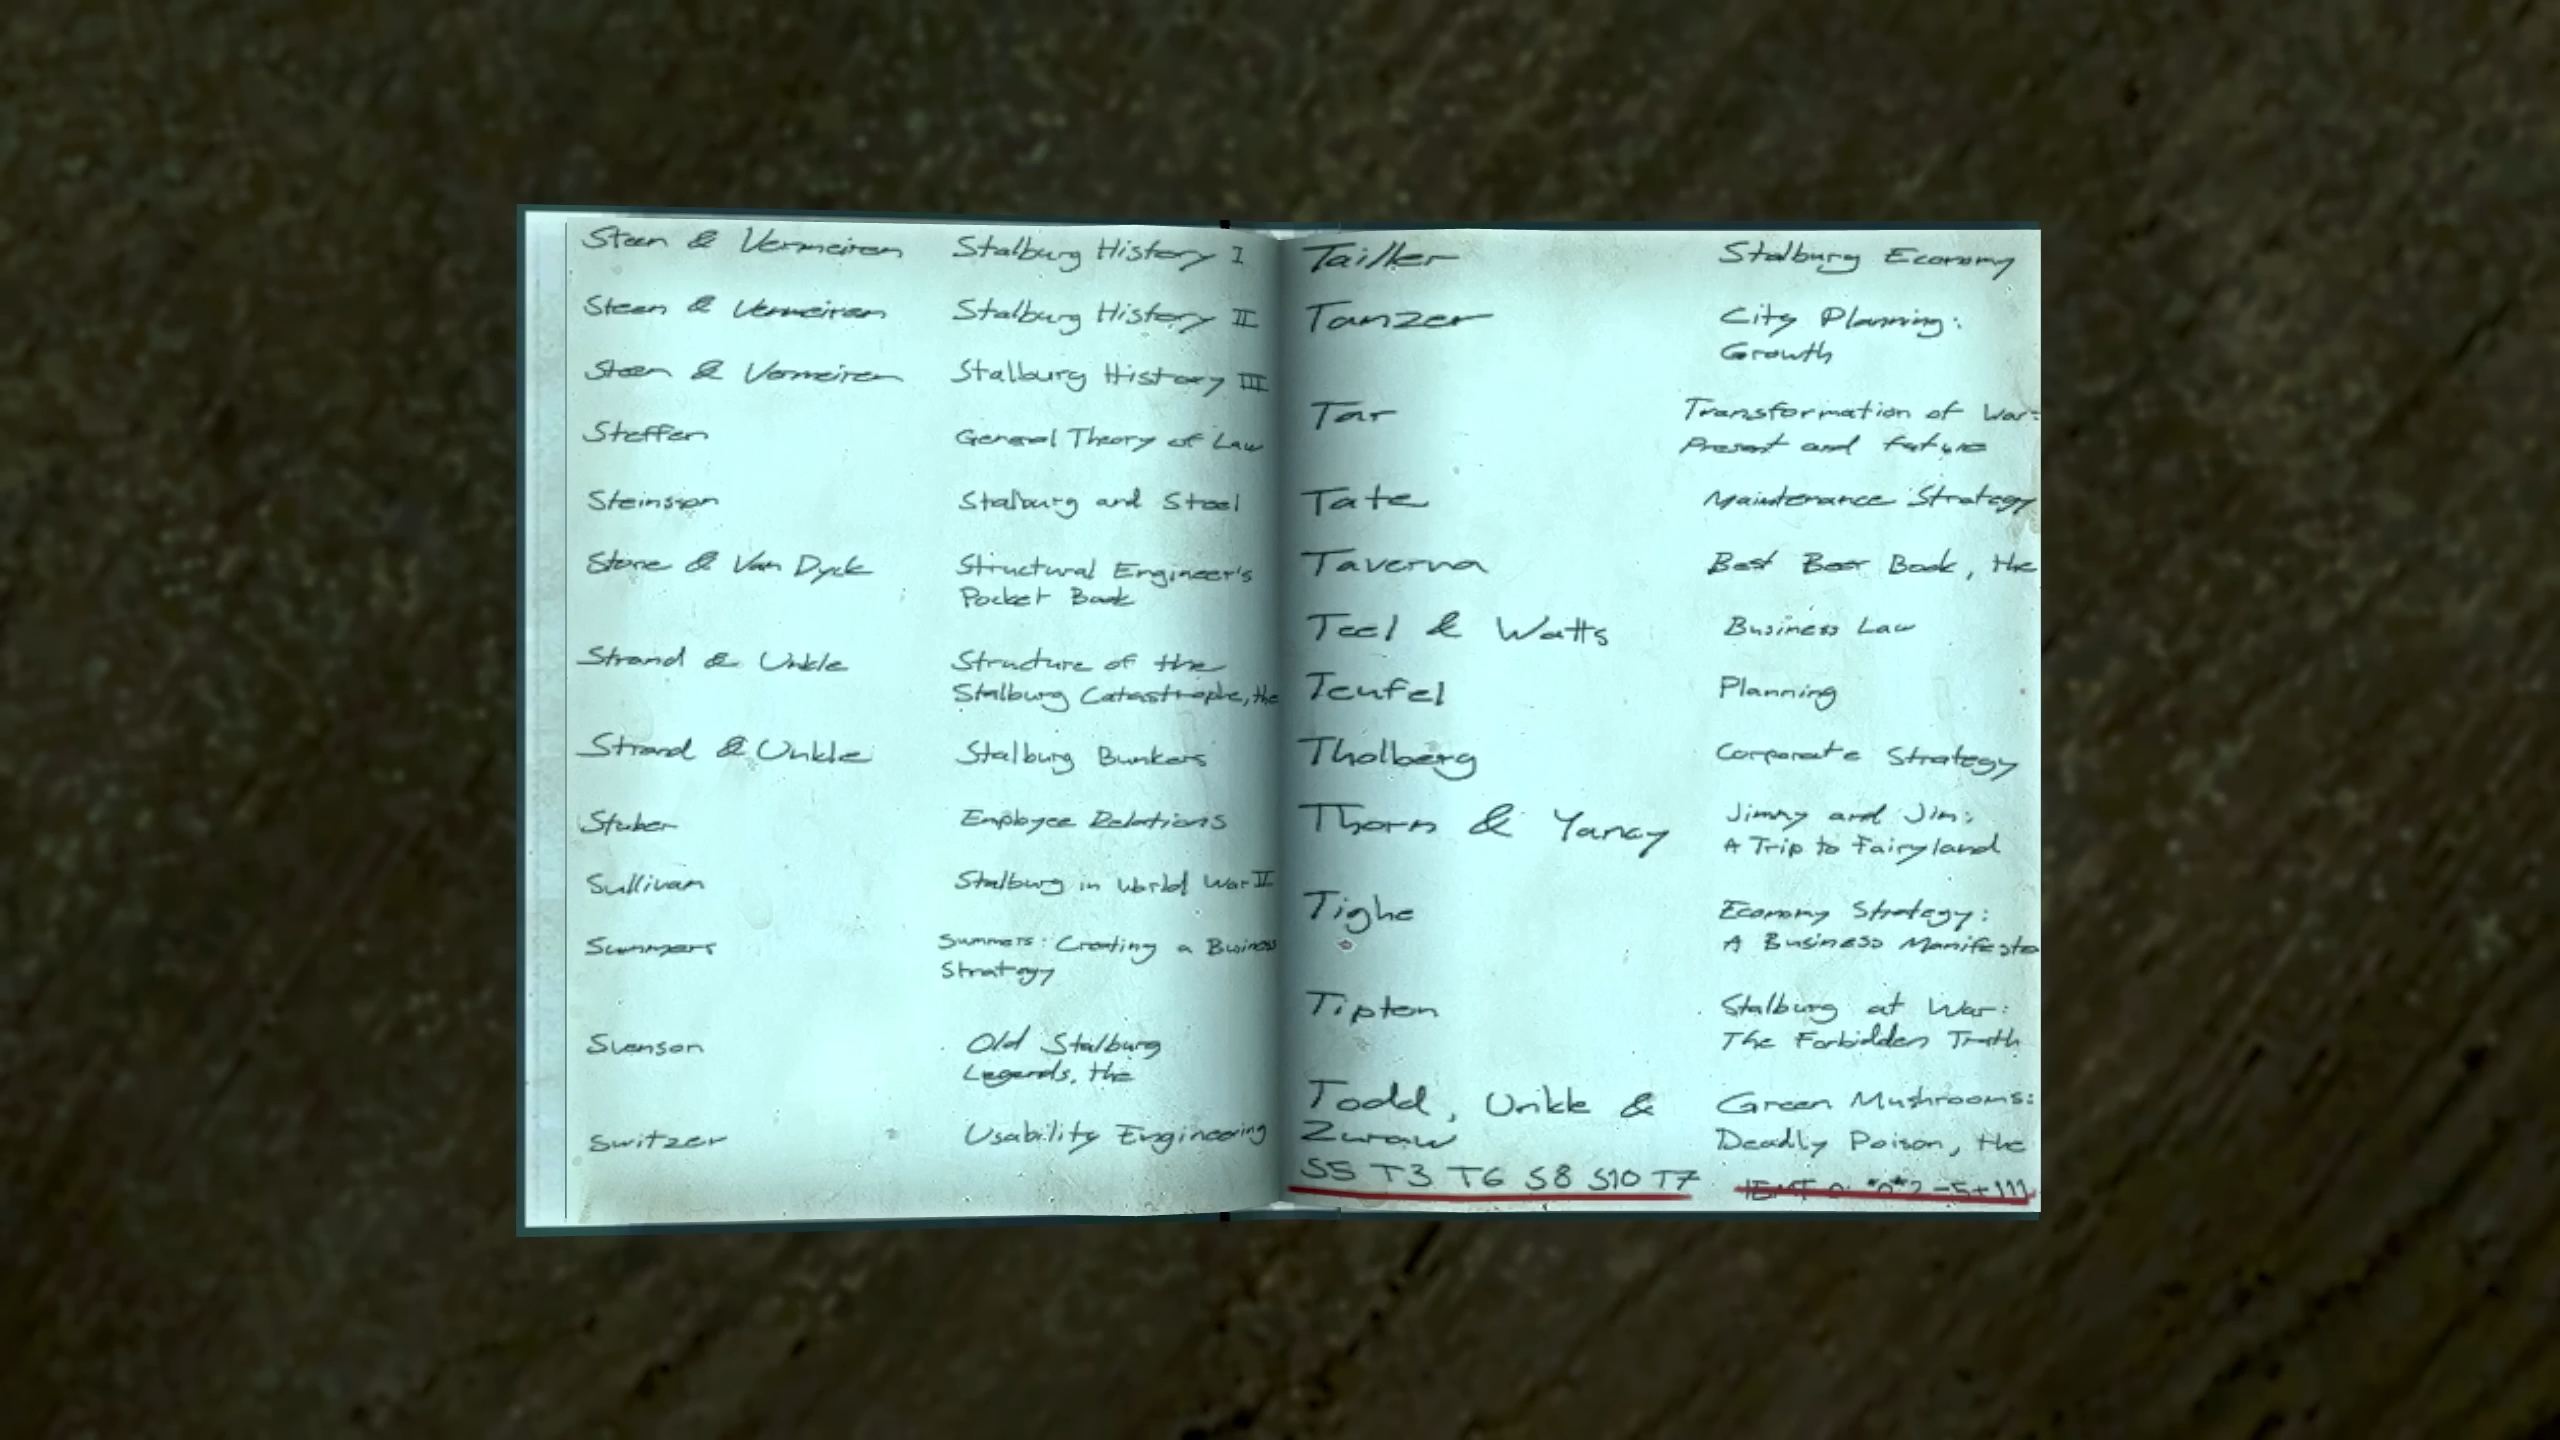 Steen & Vermeiren Stalburg History I
Steen & Vermeiren Stalburg History II
Steen & Vermeiren Stalburg History III
Steffen General Theory of Law
Steinsson Stalburg and Steel
Stone & Van Dyck Structural Engineer's
Pocket Book
Strand & Unkle Structure of the
Stalburg Catastrophe, the
Strand & Unkle Stalburg Bunkers
Stuber Employee Relations
Sullivan Stalburg in World War II
Summers Summers: Creating a Business
Strategy
Svenson Old Stalburg
Legends, the
Switzer Usability Engineering
Tailler Stalburg Economy
Tanzer City Planning:
Growth
Tar Transformation of War:
Present and future
Tate Maintenance Strategy
Taverna Best Beer Book, the
Teel & Watts Business Law
Teufel Planning
Tholberg Corporate Strategy
Thorn & Yancy Jimmy and Jim:
A Trip to Fairyland
Tighe Economy Strategy:
A Business Manifesto
Tipton Stalburg at War:
The Forbidden Truth
Todd, Unkle & Green Mushrooms:
Zuraw Deadly Poison, the
S5 T3 T6 S8 S10 T7